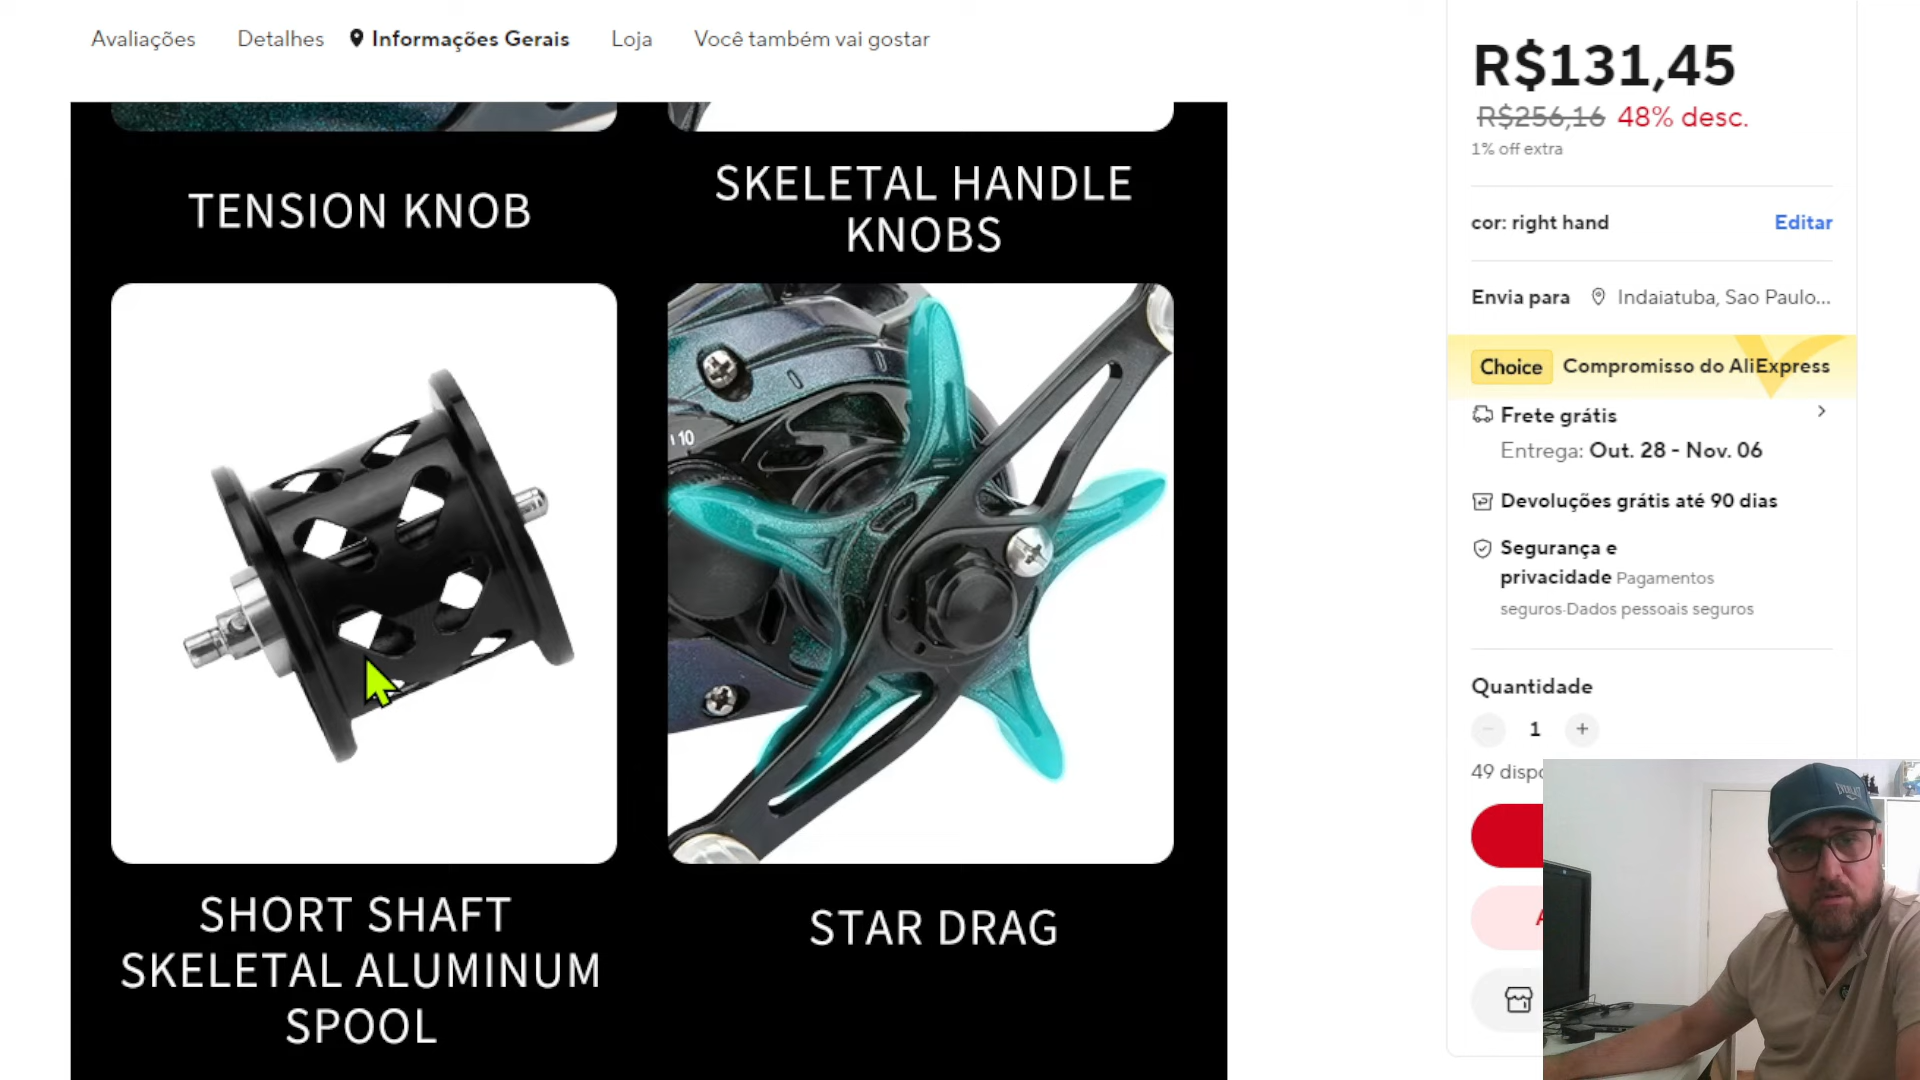 Avaliações Detalhes Informações Gerais Loja Você também vai gostar
TENSION KNOB
SKELETAL HANDLE
KNOBS
10
SHORT SHAFT
SKELETAL ALUMINUM
SPOOL
STAR DRAG
R$131,45
R$256,16 48% desc.
1% off extra
cor: right hand Editar
Envia para Indaiatuba, Sao Paulo...
Choice Compromisso do AliExpress
Frete grátis
Entrega: Out. 28 - Nov. 06
Devoluções grátis até 90 dias
Segurança e
privacidade Pagamentos
seguros·Dados pessoais seguros
Quantidade
1
49
EVERLAST